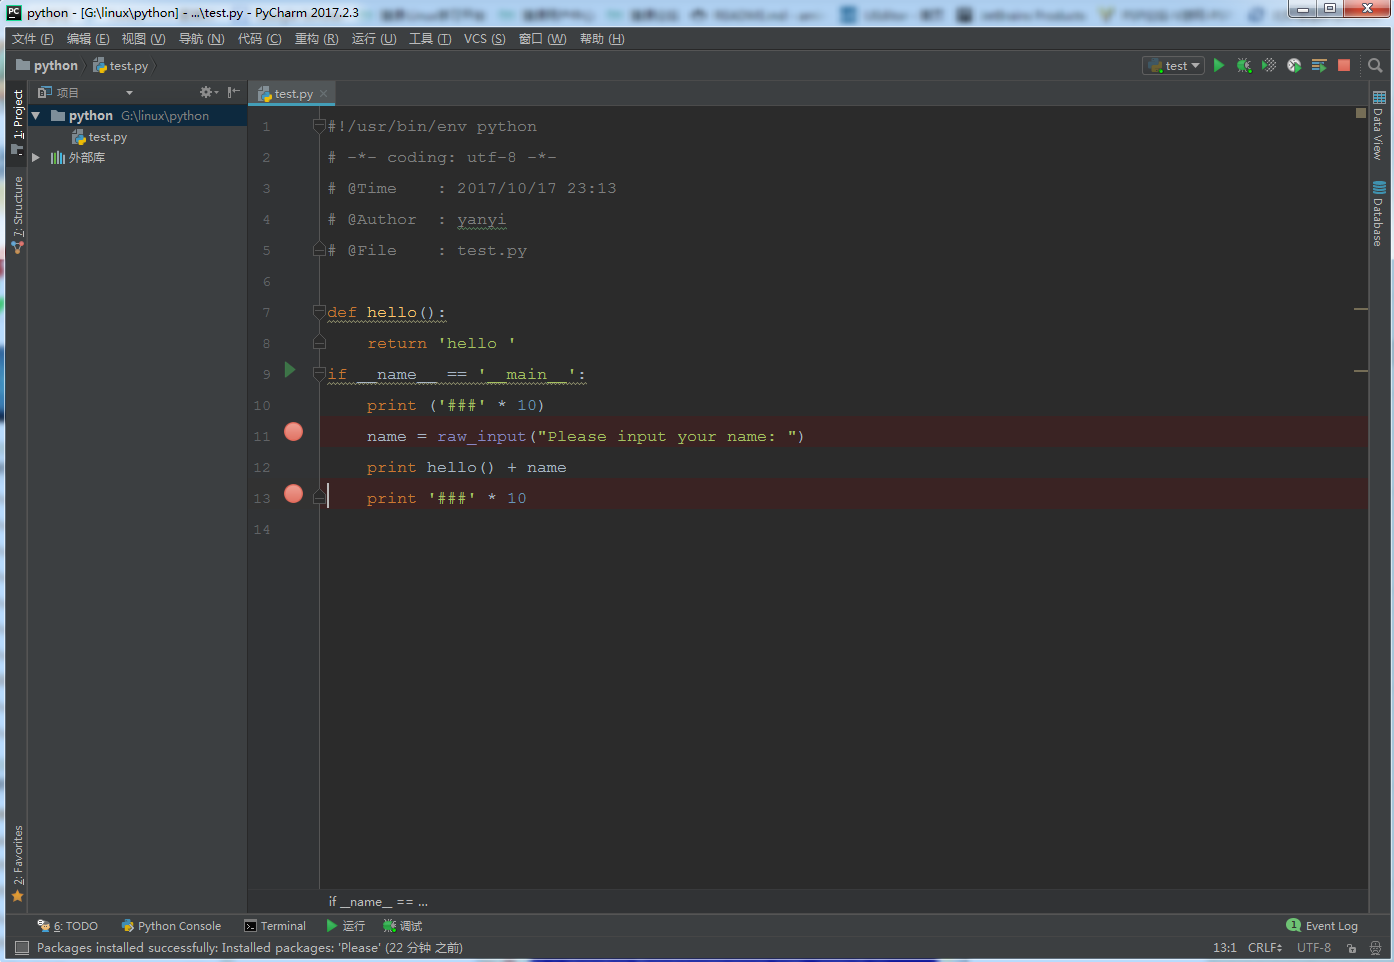 python - [G:\linux\python] - ...\test.py - PyCharm 2017.2.3
文件 (F) 编辑 (E) 视图 (V) 导航 (N) 代码 (C) 重构 (R) 运行 (U) 工具 (T) VCS (S) 窗口 (W) 帮助 (H)
python test.py test
项目 test.py
1: Project
7: Structure
2: Favorites
python G:\linux\python
test.py
外部库
1 #!/usr/bin/env python
2 # -*- coding: utf-8 -*-
3 # @Time    : 2017/10/17 23:13
4 # @Author  : yanyi
5 # @File    : test.py
6
7 def hello():
8     return 'hello '
9 if __name__ == '__main__':
10     print ('###' * 10)
11     name = raw_input("Please input your name: ")
12     print hello() + name
13     print '###' * 10
14
Data View
Database
if __name__ == ...
6: TODO Python Console Terminal 运行 调试 1 Event Log
Packages installed successfully: Installed packages: 'Please' (22 分钟 之前) 13:1 CRLF UTF-8